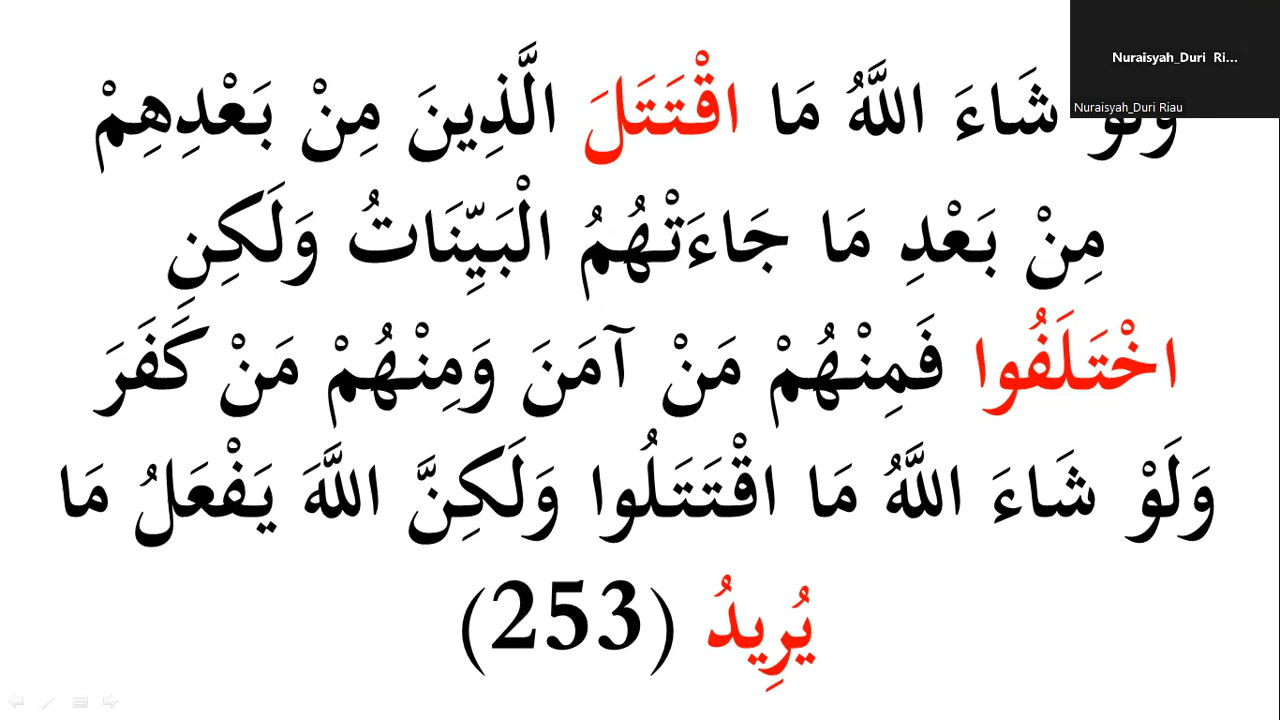 Nuraisyah_Duri Ri...
Nuraisyah_Duri Riau
وَلَوْ شَاءَ اللَّهُ مَا اقْتَتَلَ الَّذِينَ مِنْ بَعْدِهِمْ
مِنْ بَعْدِ مَا جَاءَتْهُمُ الْبَيِّنَاتُ وَلَكِنِ
اخْتَلَفُوا فَمِنْهُمْ مَنْ آمَنَ وَمِنْهُمْ مَنْ كَفَرَ
وَلَوْ شَاءَ اللَّهُ مَا اقْتَتَلُوا وَلَكِنَّ اللَّهَ يَفْعَلُ مَا
يُرِيدُ (253)